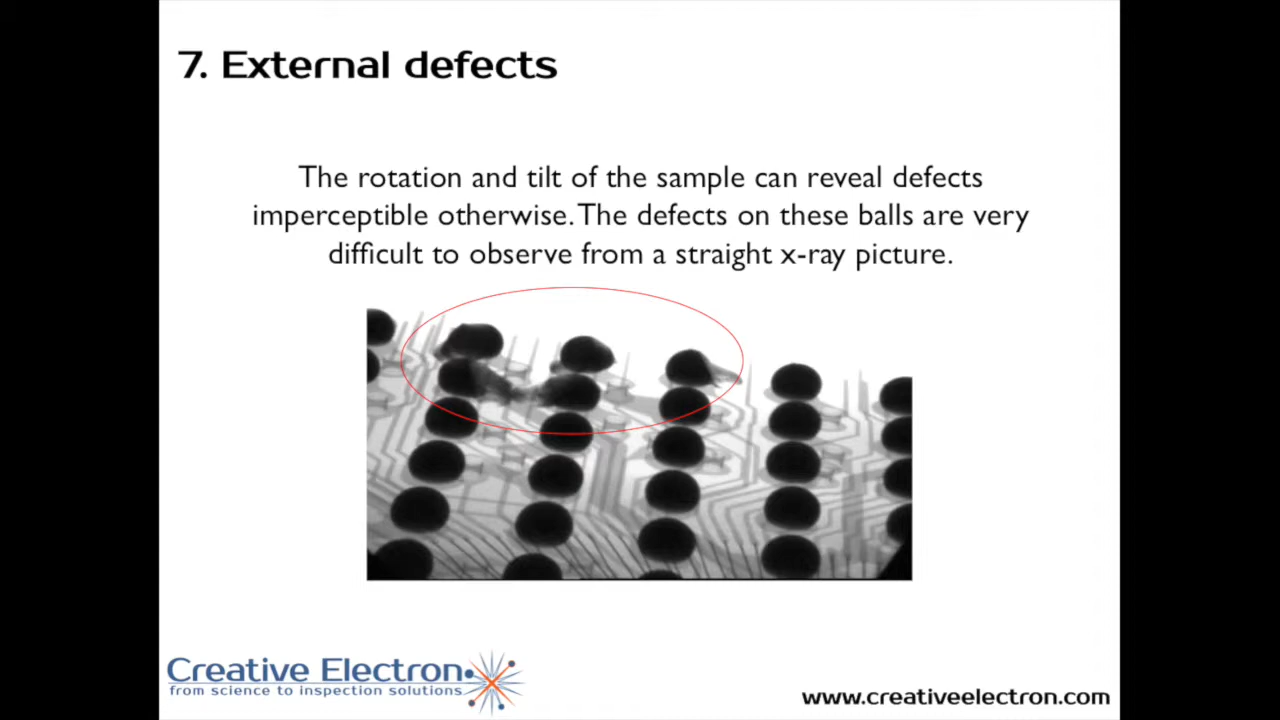 7. External defects
The rotation and tilt of the sample can reveal defects
imperceptible otherwise. The defects on these balls are very
difficult to observe from a straight x-ray picture.
Creative Electron
from science to inspection solutions
www.creativeelectron.com